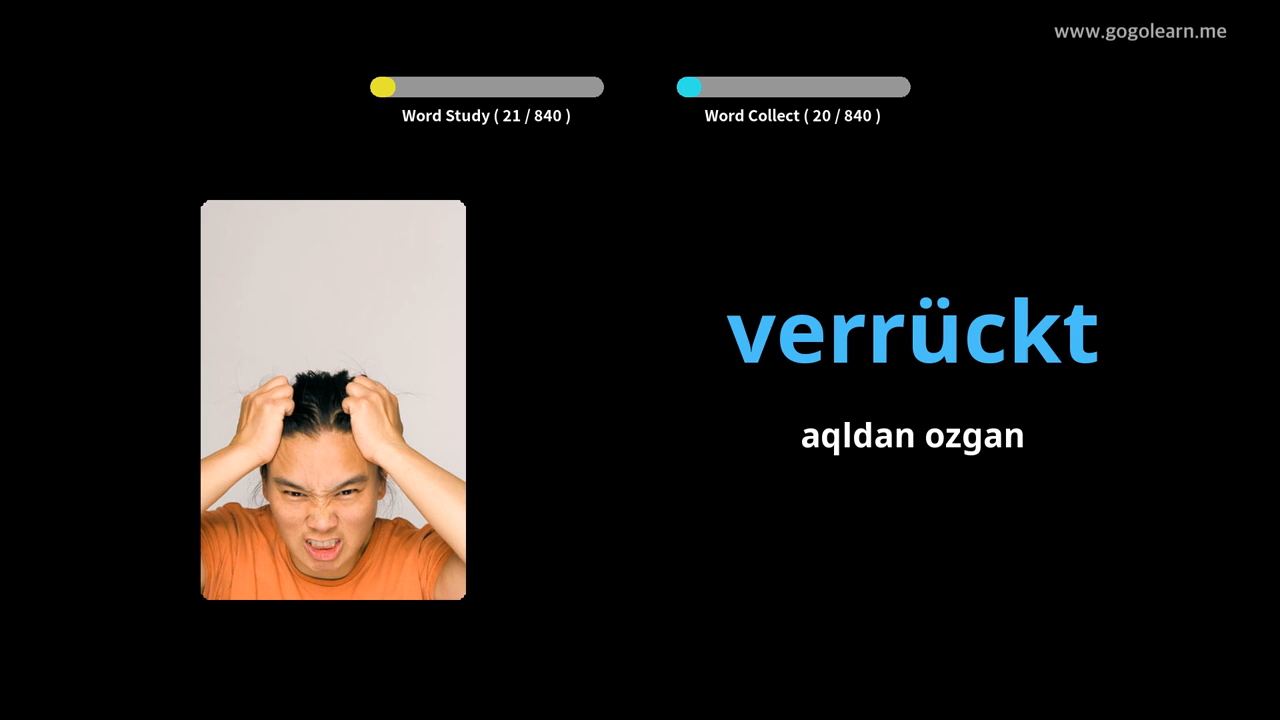 www.gogolearn.me
Word Study ( 21 / 840 )
Word Collect ( 20 / 840 )
verrückt
aqldan ozgan